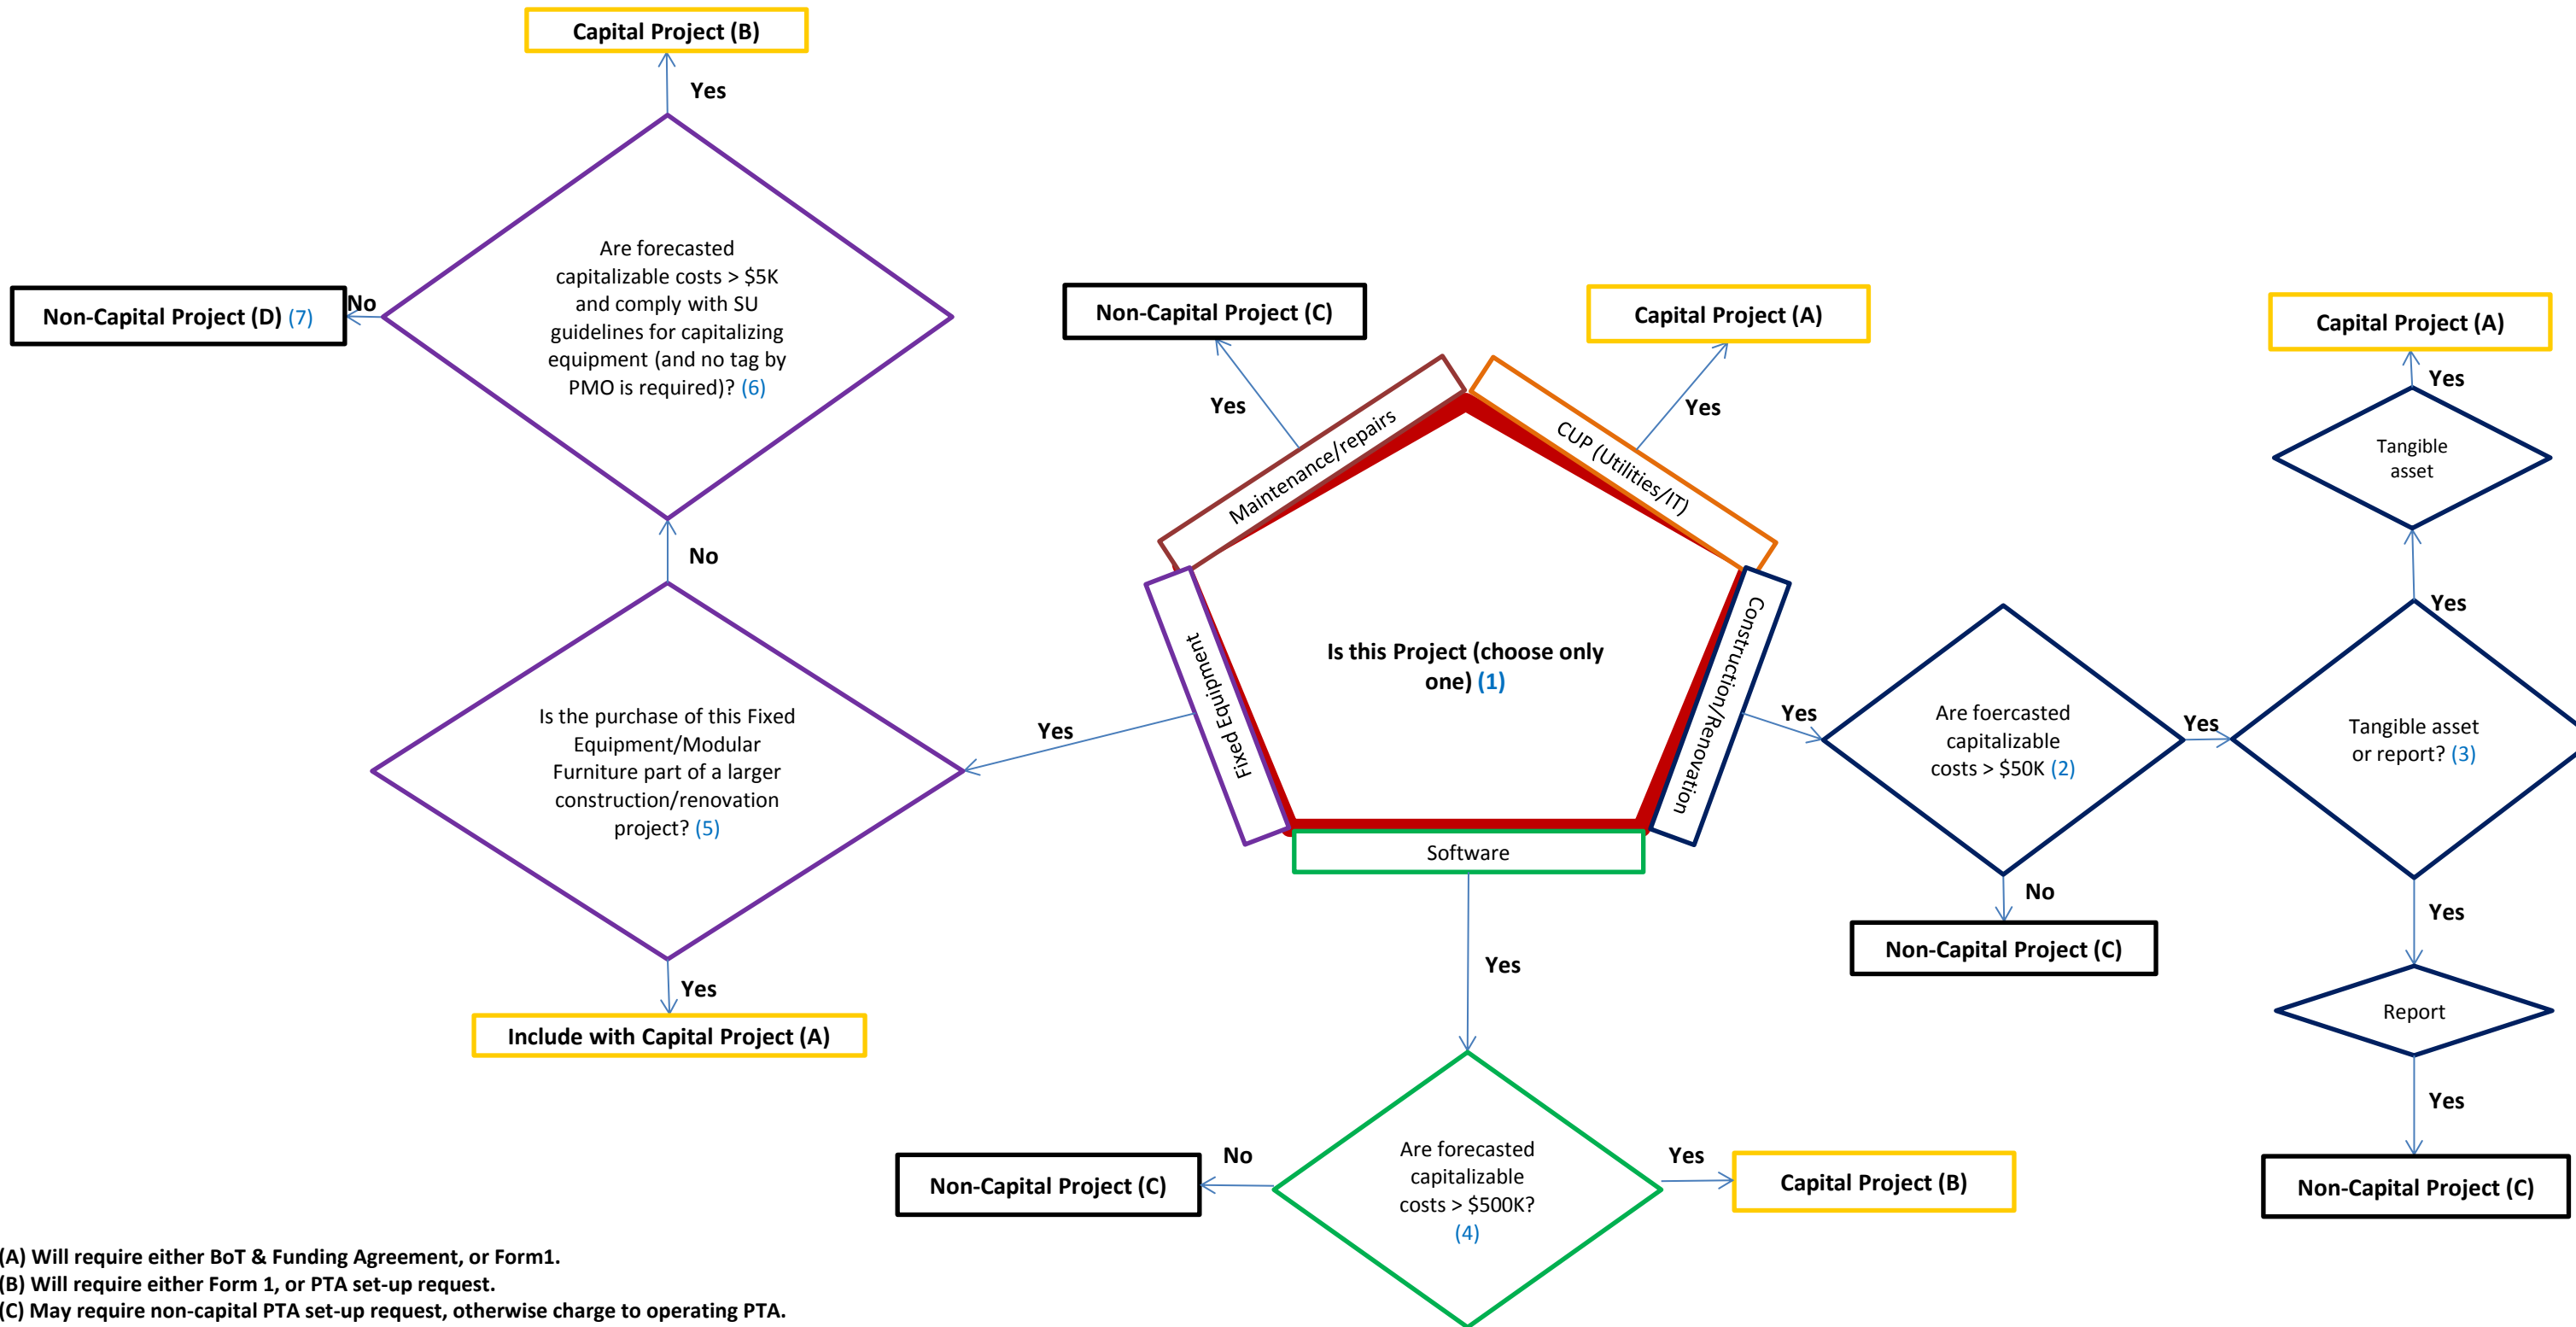 Capital Project (B)
Yes
Are forecasted
capitalizable costs > $5K
and comply with SU
guidelines for capitalizing
equipment (and no tag by
PMO is required)? (6)
No
Non-Capital Project (D) (7)
No
Is the purchase of this Fixed
Equipment/Modular
Furniture part of a larger
construction/renovation
project? (5)
Yes
Include with Capital Project (A)
Yes
Non-Capital Project (C)
Yes
Maintenance/repairs
Capital Project (A)
Yes
CUP (Utilities/IT)
Fixed Equipment
Is this Project (choose only
one) (1)
Construction/Renovation
Software
Yes
Are foercasted
capitalizable
costs > $50K (2)
Yes
No
Non-Capital Project (C)
Capital Project (A)
Yes
Tangible
asset
Yes
Tangible asset
or report? (3)
Yes
Report
Yes
Non-Capital Project (C)
Yes
Are forecasted
capitalizable
costs > $500K?
(4)
No
Non-Capital Project (C)
Yes
Capital Project (B)
(A) Will require either BoT & Funding Agreement, or Form1.
(B) Will require either Form 1, or PTA set-up request.
(C) May require non-capital PTA set-up request, otherwise charge to operating PTA.